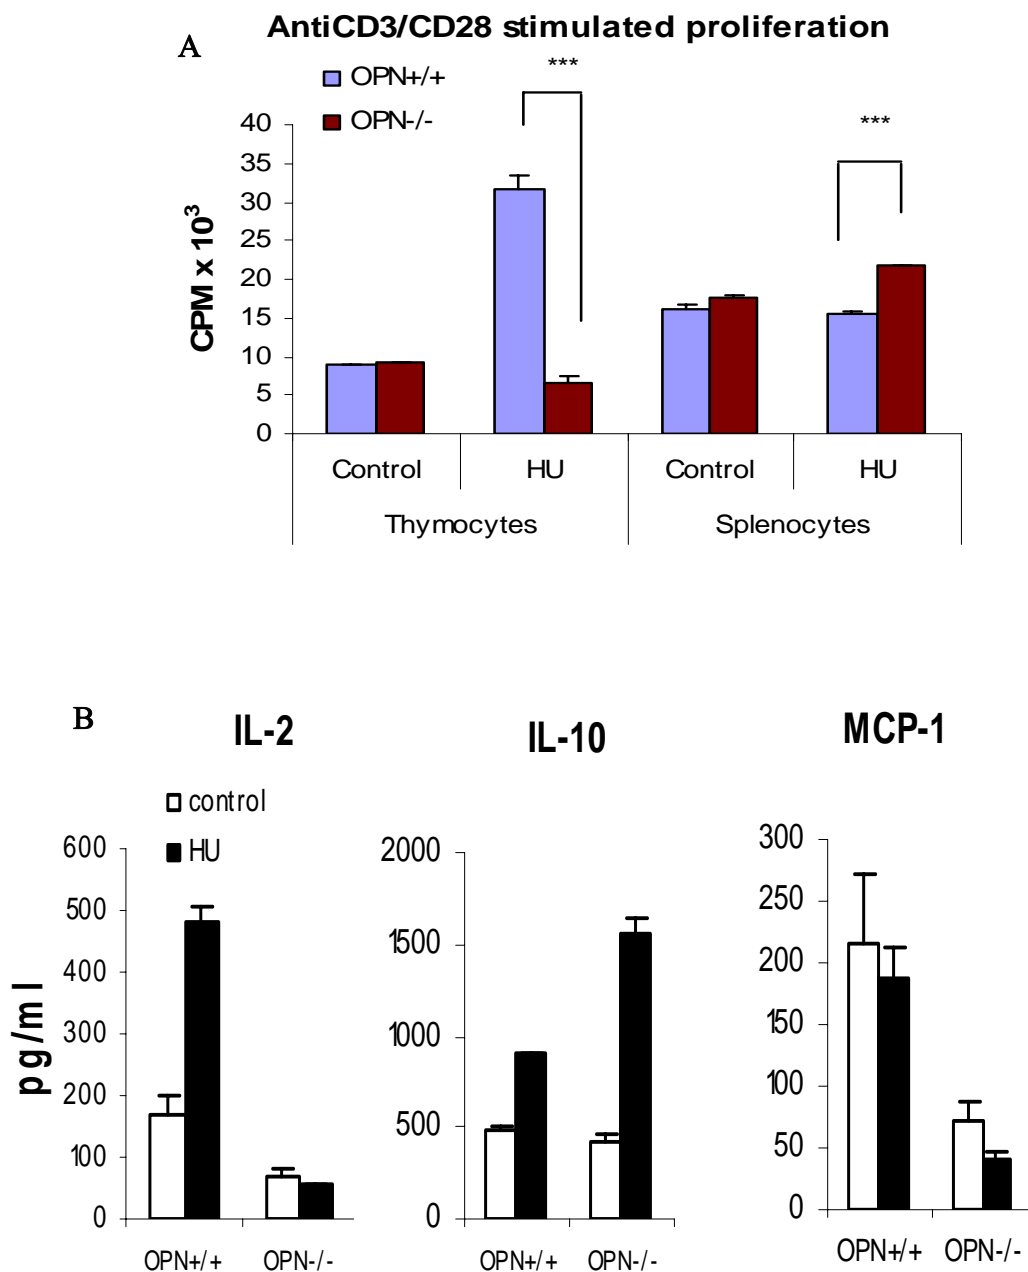 A
AntiCD3/CD28 stimulated proliferation
OPN+/+
OPN-/-
***
***
CPM x 10³
40
35
30
25
20
15
10
5
0
Control HU Control HU
Thymocytes Splenocytes
B
IL-2 IL-10 MCP-1
control
HU
pg/ml
600
500
400
300
200
100
0
OPN+/+ OPN-/-
2000
1500
1000
500
0
OPN+/+ OPN-/-
300
250
200
150
100
50
0
OPN+/+ OPN-/-